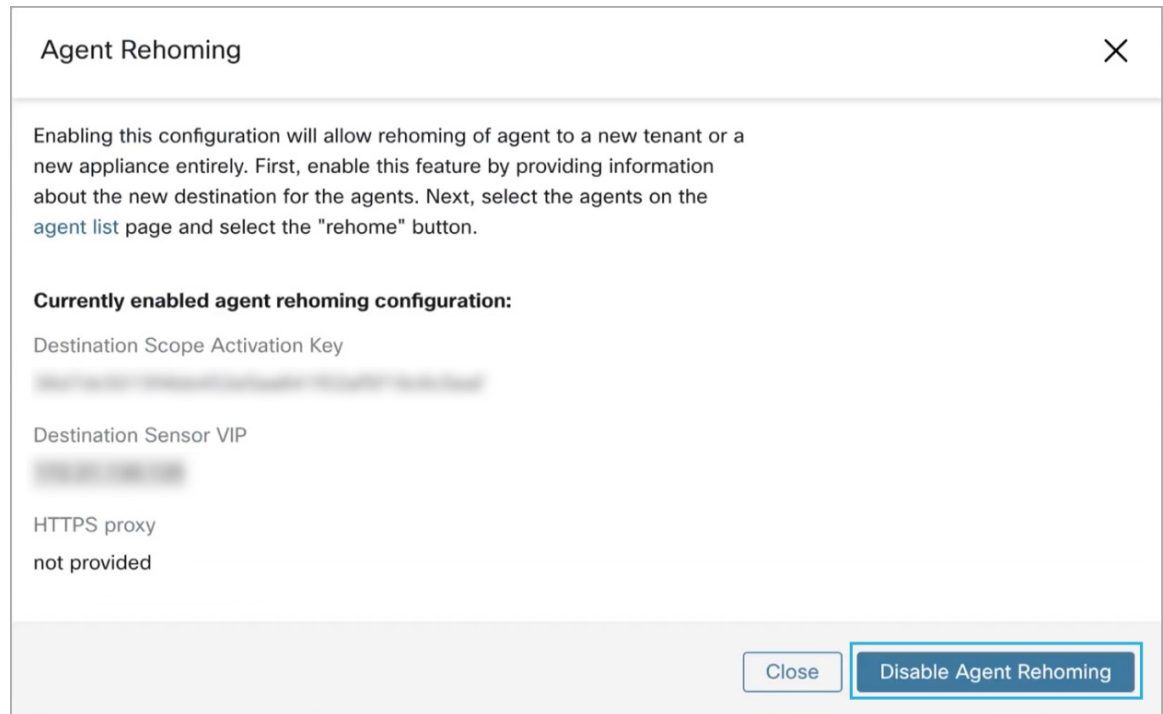 Agent Rehoming
Enabling this configuration will allow rehoming of agent to a new tenant or a
new appliance entirely. First, enable this feature by providing information
about the new destination for the agents. Next, select the agents on the
agent list page and select the "rehome" button.
Currently enabled agent rehoming configuration:
Destination Scope Activation Key
Destination Sensor VIP
HTTPS proxy
not provided
Close
Disable Agent Rehoming